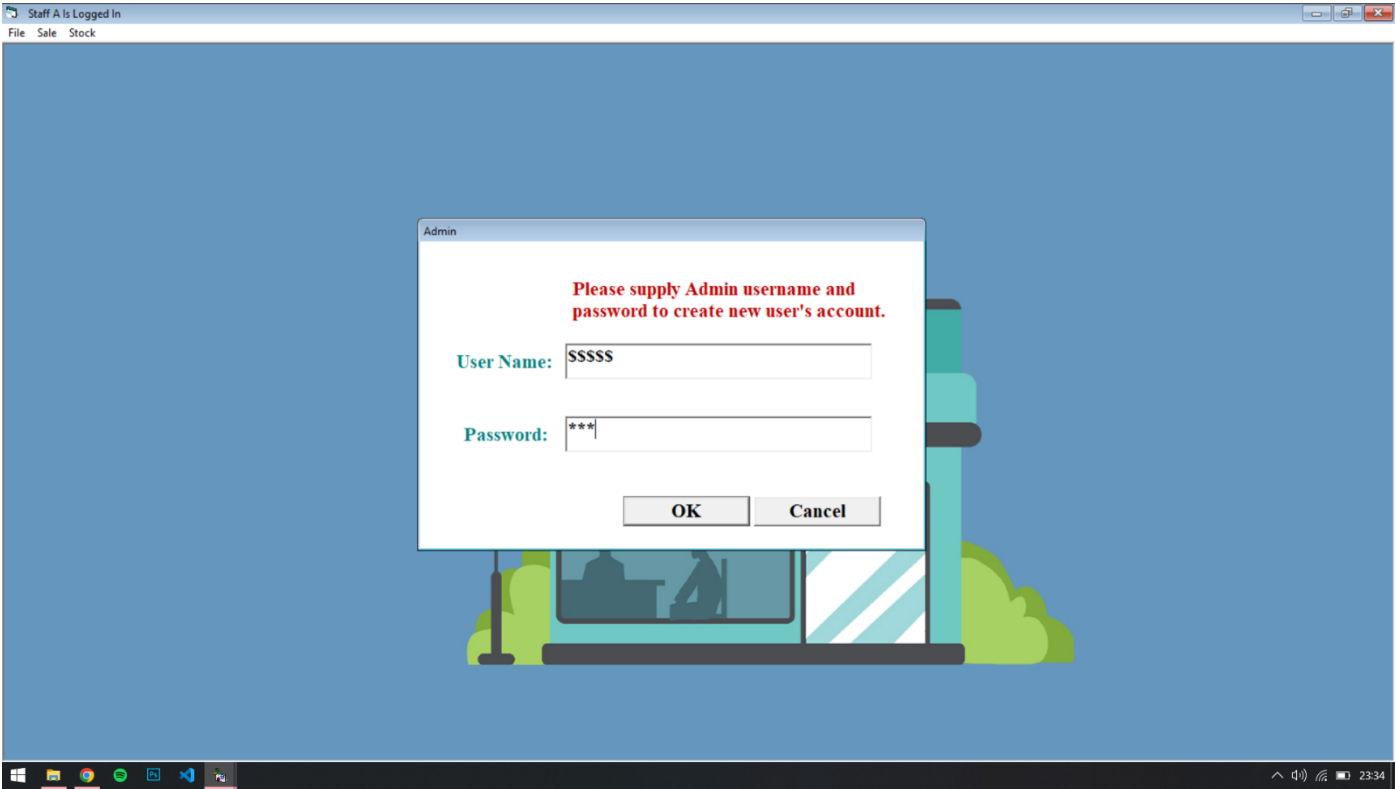 Staff A Is Logged In
File Sale Stock
Admin
Please supply Admin username and
password to create new user's account.
User Name: $$$$$
Password: ***
OK Cancel
Ps
23:34